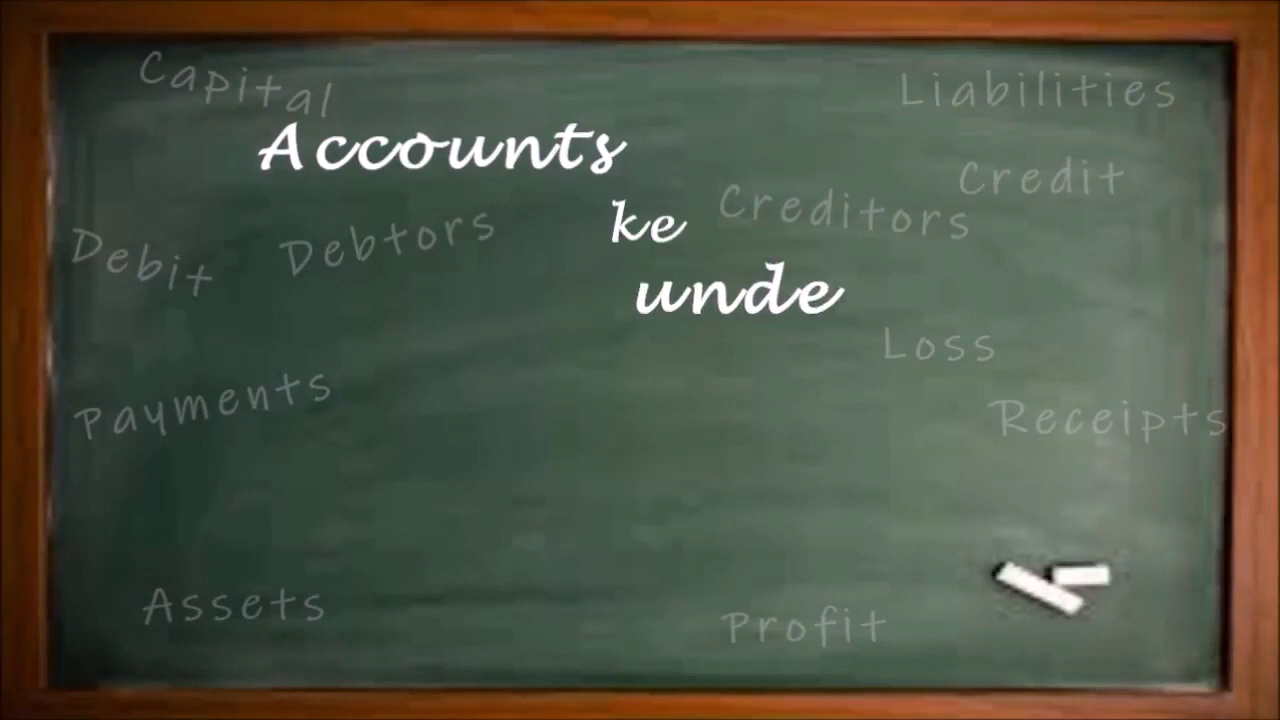 Capital
Liabilities
Accounts
Credit
Creditors
ke
Debtors
Debit
unde
Loss
Payments
Receipts
Assets
Profit